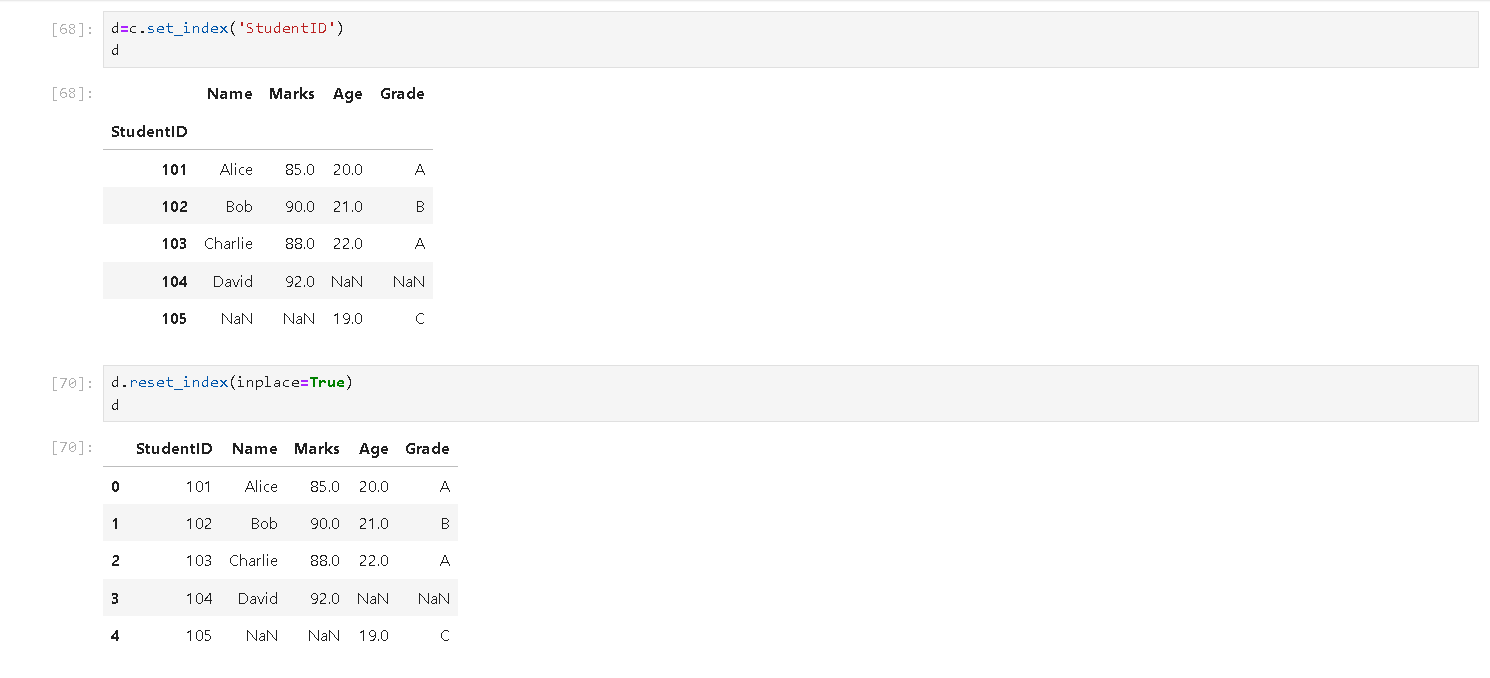 [68]: d=c.set_index('StudentID')
d
[68]: Name Marks Age Grade
StudentID
101 Alice 85.0 20.0 A
102 Bob 90.0 21.0 B
103 Charlie 88.0 22.0 A
104 David 92.0 NaN NaN
105 NaN NaN 19.0 C
[70]: d.reset_index(inplace=True)
d
[70]: StudentID Name Marks Age Grade
0 101 Alice 85.0 20.0 A
1 102 Bob 90.0 21.0 B
2 103 Charlie 88.0 22.0 A
3 104 David 92.0 NaN NaN
4 105 NaN NaN 19.0 C